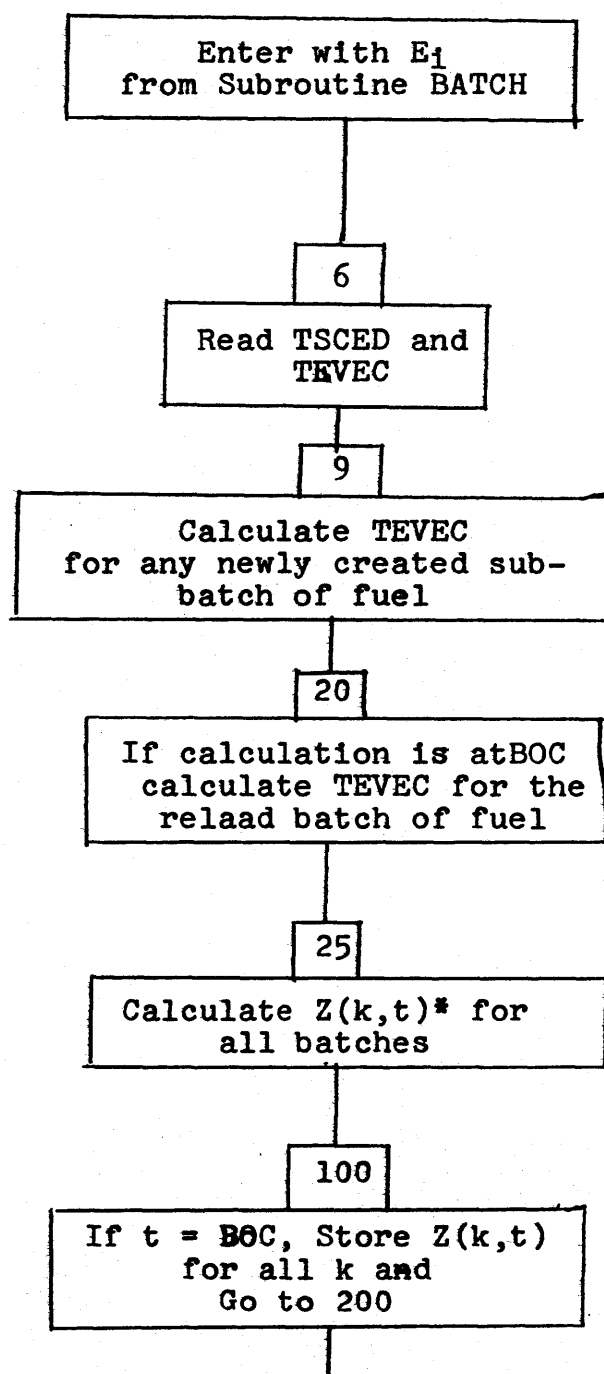 Enter with Ei
from Subroutine BATCH
6
Read TSCED and
TEVEC
9
Calculate TEVEC
for any newly created sub-
batch of fuel
20
If calculation is atBOC
calculate TEVEC for the
relaad batch of fuel
25
Calculate Z(k,t)* for
all batches
100
If t = BOC, Store Z(k,t)
for all k and
Go to 200